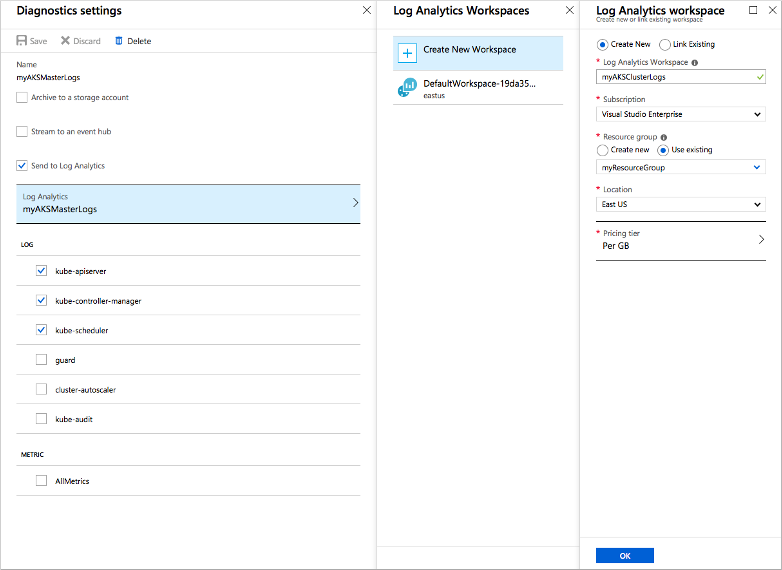 Diagnostics settings
Save
Discard
Delete
Name
myAKSMasterLogs
Archive to a storage account
Stream to an event hub
Send to Log Analytics
Log Analytics
myAKSMasterLogs
LOG
kube-apiserver
kube-controller-manager
kube-scheduler
guard
cluster-autoscaler
kube-audit
METRIC
AllMetrics
Log Analytics Workspaces
Create New Workspace
DefaultWorkspace-19da35...
eastus
Log Analytics workspace
Create new or link existing workspace
Create New Link Existing
* Log Analytics Workspace
myAKSClusterLogs
* Subscription
Visual Studio Enterprise
* Resource group
Create new Use existing
myResourceGroup
* Location
East US
* Pricing tier
Per GB
OK